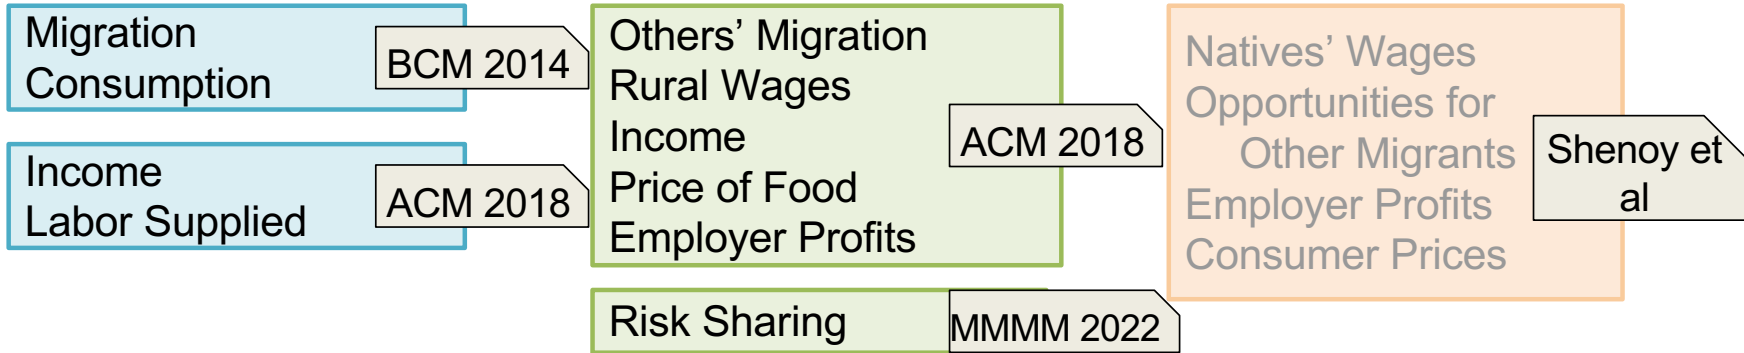 Migration
Consumption
BCM 2014
Income
Labor Supplied
ACM 2018
Others’ Migration
Rural Wages
Income
Price of Food
Employer Profits
ACM 2018
Risk Sharing
MMMM 2022
Natives’ Wages
Opportunities for
Other Migrants
Employer Profits
Consumer Prices
Shenoy et
al